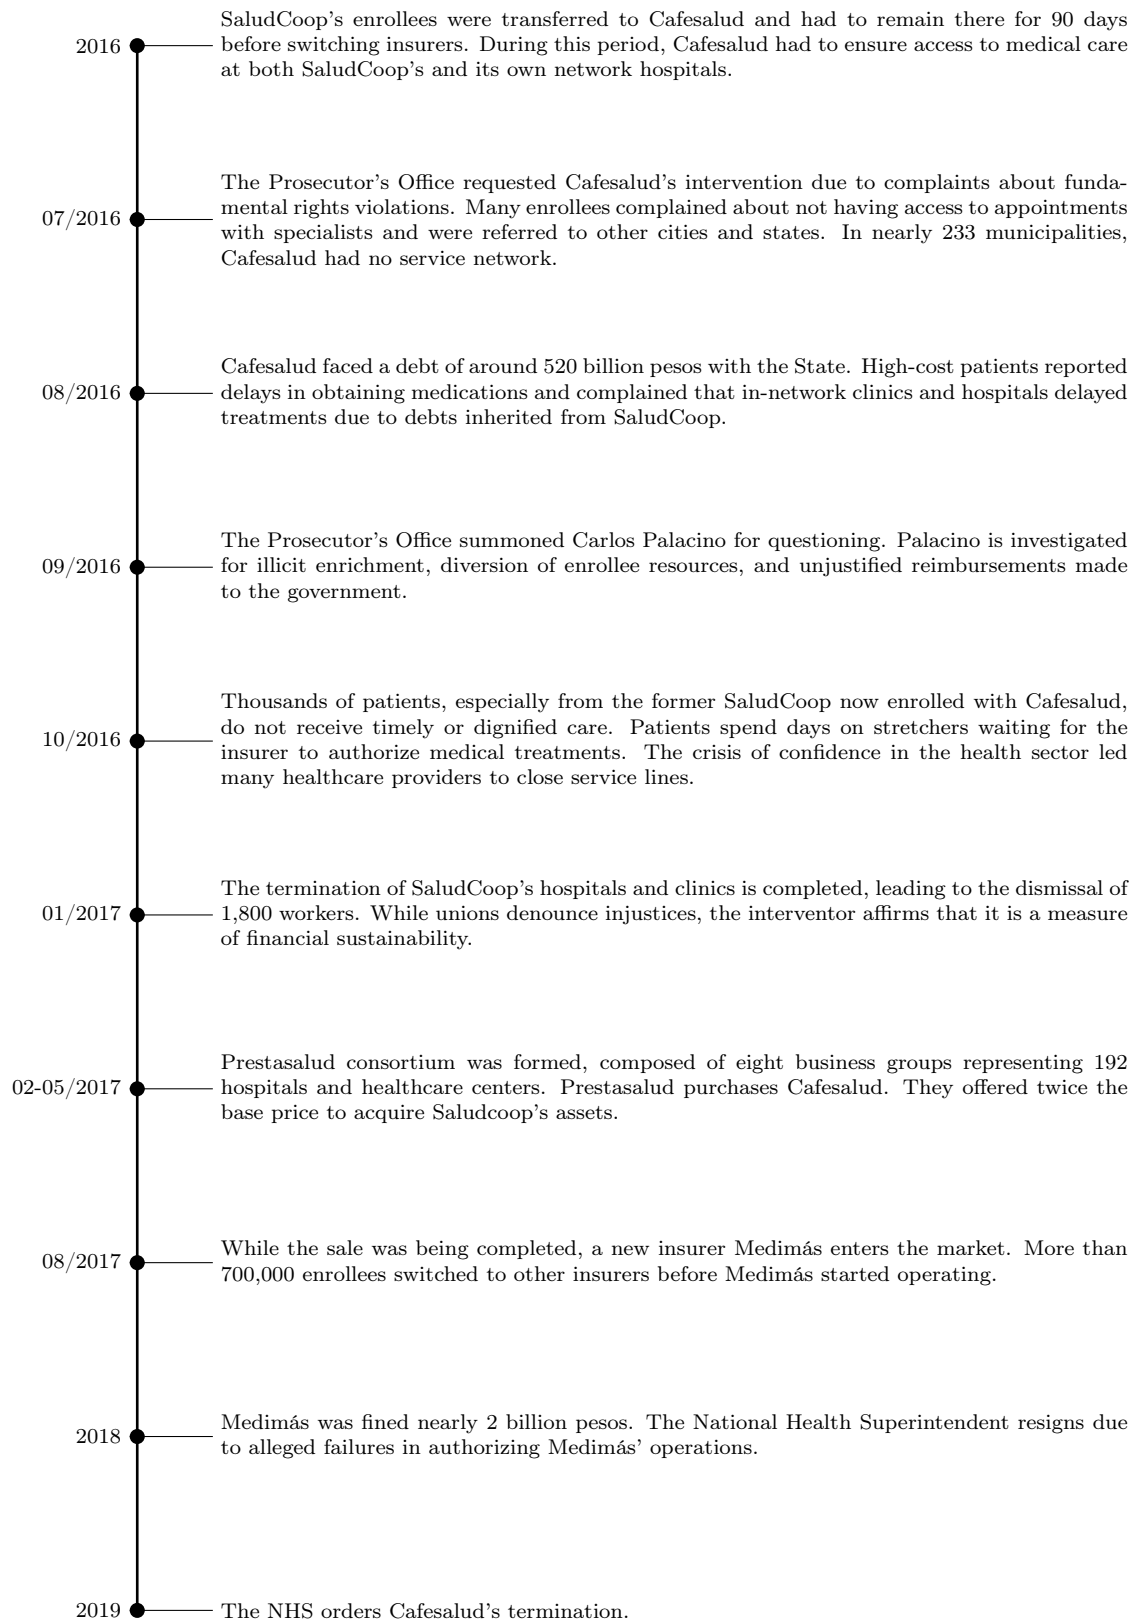 SaludCoop's enrollees were transferred to Cafesalud and had to remain there for 90 days
2016 before switching insurers. During this period, Cafesalud had to ensure access to medical care
at both SaludCoop's and its own network hospitals.
The Prosecutor's Office requested Cafesalud's intervention due to complaints about funda-
07/2016 mental rights violations. Many enrollees complained about not having access to appointments
with specialists and were referred to other cities and states. In nearly 233 municipalities,
Cafesalud had no service network.
Cafesalud faced a debt of around 520 billion pesos with the State. High-cost patients reported
08/2016 delays in obtaining medications and complained that in-network clinics and hospitals delayed
treatments due to debts inherited from SaludCoop.
The Prosecutor's Office summoned Carlos Palacino for questioning. Palacino is investigated
09/2016 for illicit enrichment, diversion of enrollee resources, and unjustified reimbursements made
to the government.
Thousands of patients, especially from the former SaludCoop now enrolled with Cafesalud,
10/2016 do not receive timely or dignified care. Patients spend days on stretchers waiting for the
insurer to authorize medical treatments. The crisis of confidence in the health sector led
many healthcare providers to close service lines.
The termination of SaludCoop's hospitals and clinics is completed, leading to the dismissal of
01/2017 1,800 workers. While unions denounce injustices, the interventor affirms that it is a measure
of financial sustainability.
Prestasalud consortium was formed, composed of eight business groups representing 192
02-05/2017 hospitals and healthcare centers. Prestasalud purchases Cafesalud. They offered twice the
base price to acquire Saludcoop's assets.
08/2017 While the sale was being completed, a new insurer Medimás enters the market. More than
700,000 enrollees switched to other insurers before Medimás started operating.
2018 Medimás was fined nearly 2 billion pesos. The National Health Superintendent resigns due
to alleged failures in authorizing Medimás' operations.
2019 The NHS orders Cafesalud's termination.